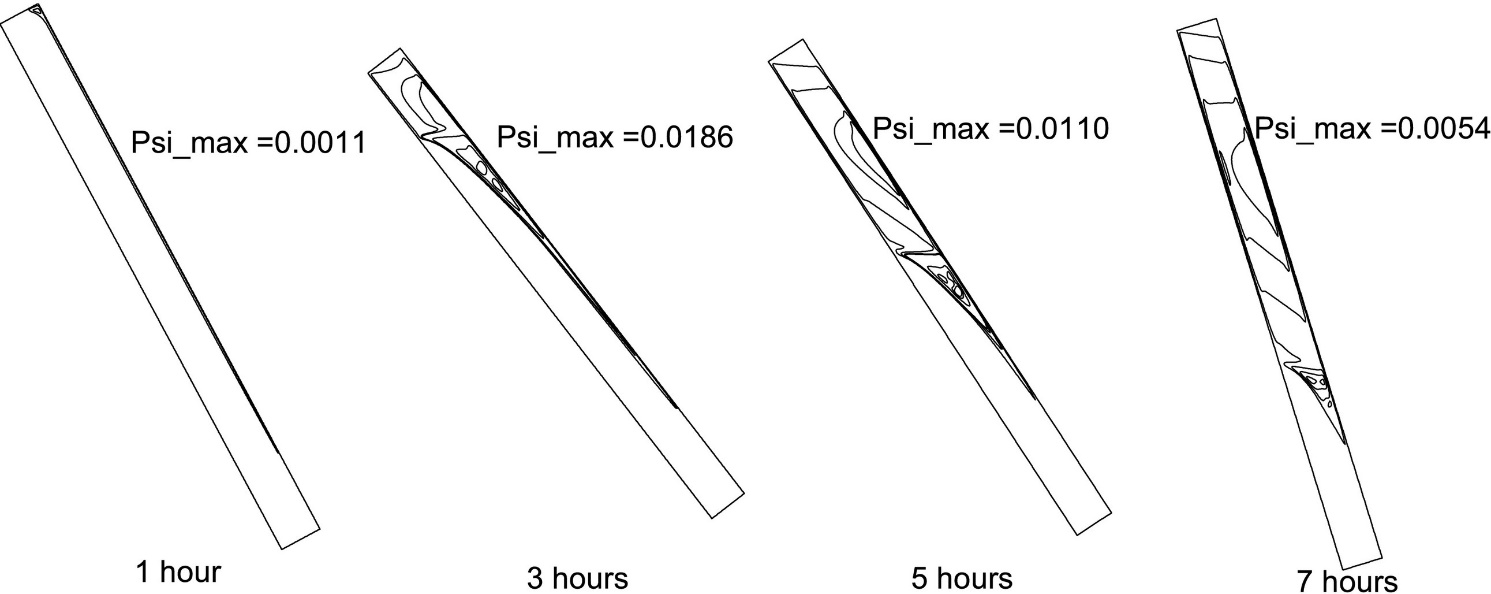 Psi_max =0.0011
Psi_max =0.0186
Psi_max =0.0110
Psi_max =0.0054
1 hour
3 hours
5 hours
7 hours